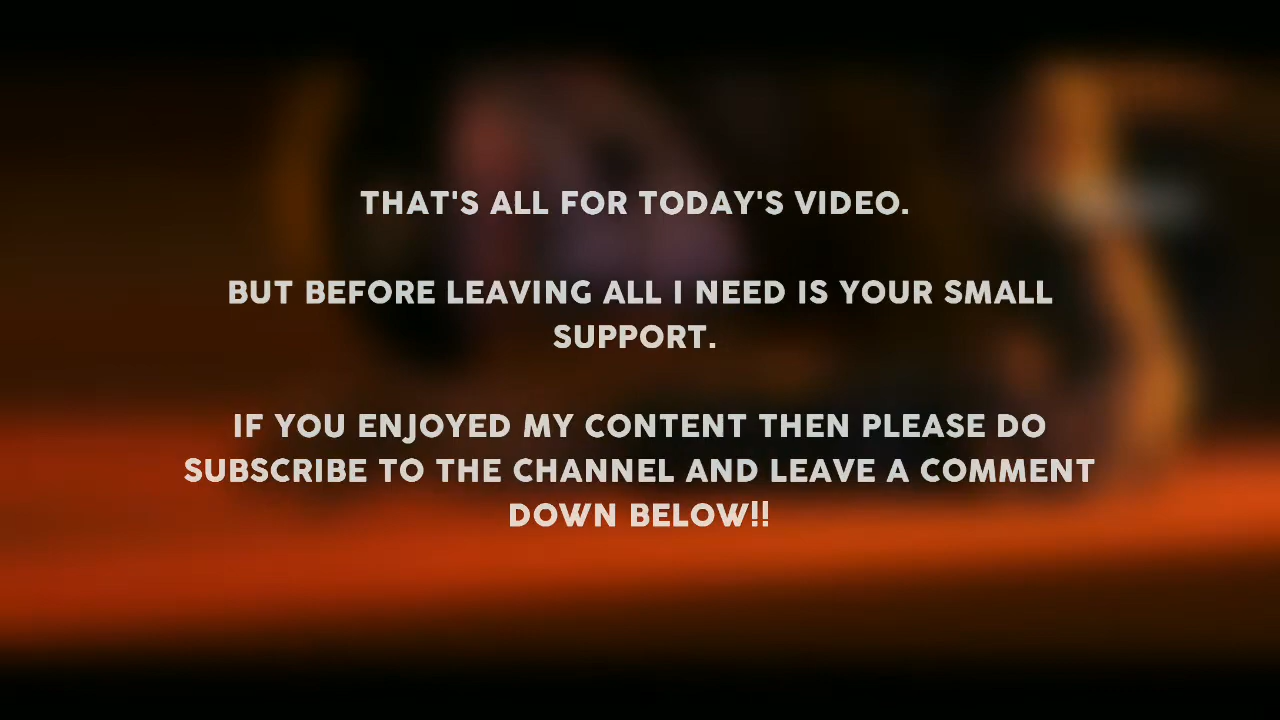 THAT'S ALL FOR TODAY'S VIDEO.
BUT BEFORE LEAVING ALL I NEED IS YOUR SMALL
SUPPORT.
IF YOU ENJOYED MY CONTENT THEN PLEASE DO
SUBSCRIBE TO THE CHANNEL AND LEAVE A COMMENT
DOWN BELOW!!